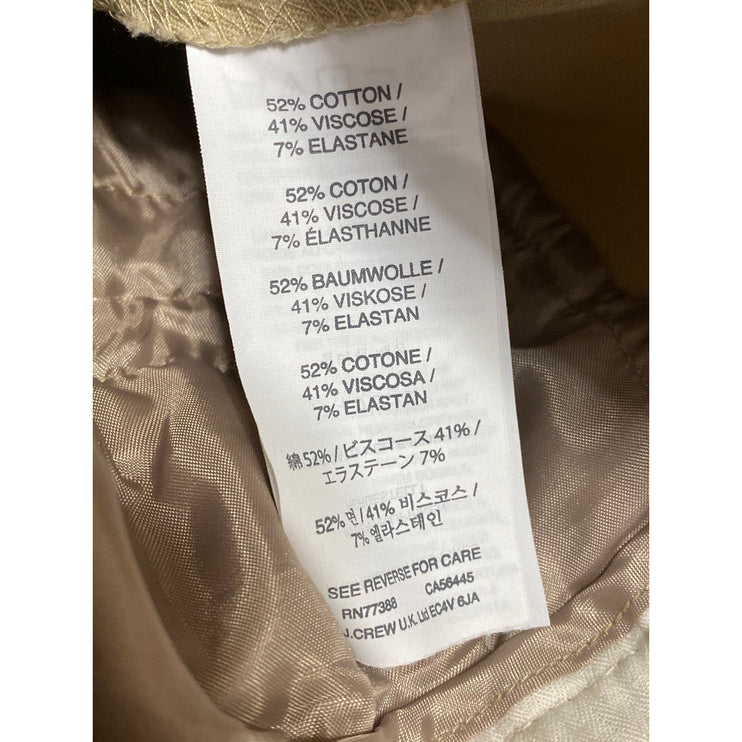 52% COTTON /
41% VISCOSE /
7% ELASTANE
52% COTON /
41% VISCOSE /
7% ÉLASTHANNE
52% BAUMWOLLE /
41% VISKOSE /
7% ELASTAN
52% COTONE /
41% VISCOSA /
7% ELASTAN
綿 52% / ビスコース 41% /
エラステーン 7%
52% 면 / 41% 비스코스 /
7% 엘라스테인
SEE REVERSE FOR CARE
RN77388 CA56445
J.CREW U.K. Ltd EC4V 6JA